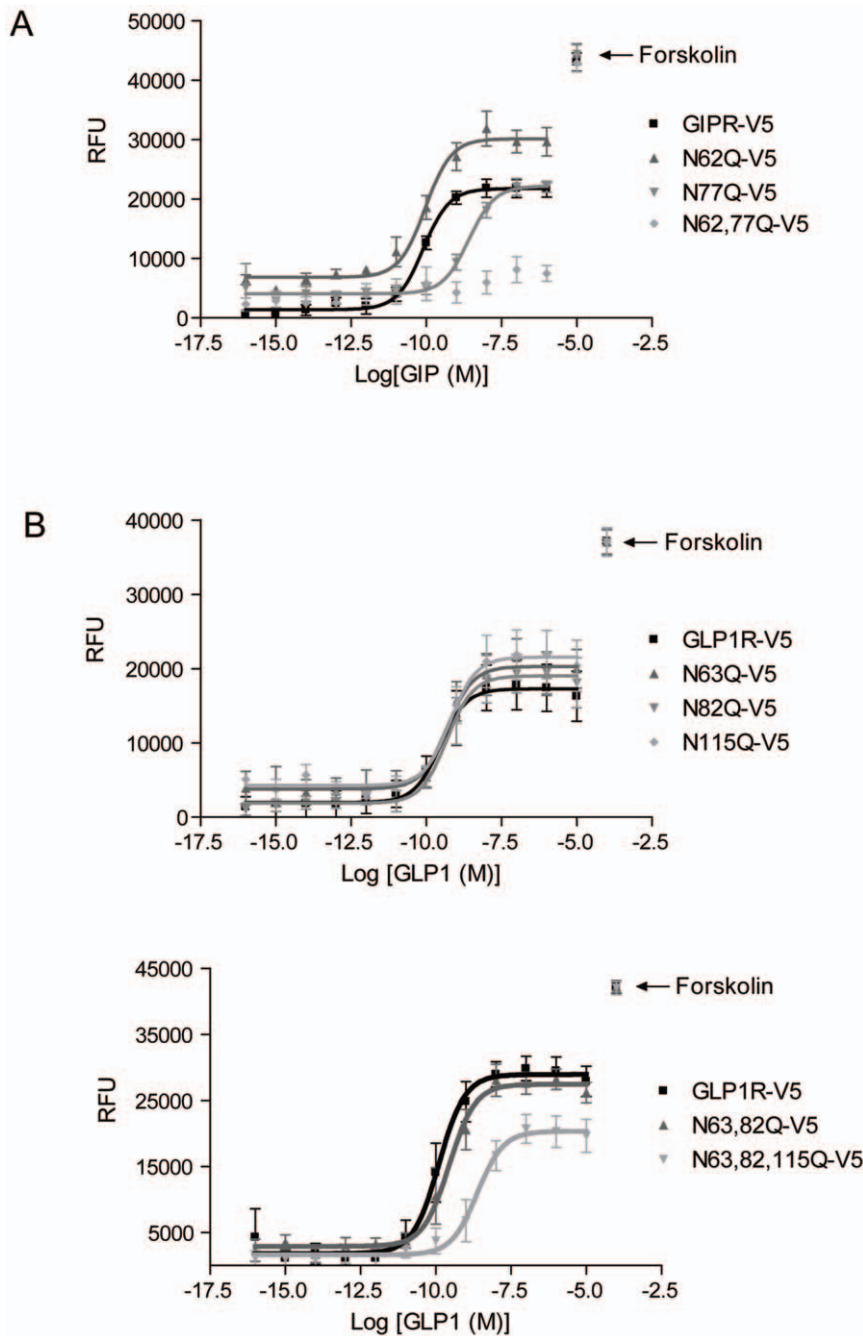 A
50000
40000
30000
20000
10000
0
RFU
Forskolin
GIPR-V5
N62Q-V5
N77Q-V5
N62,77Q-V5
-17.5 -15.0 -12.5 -10.0 -7.5 -5.0 -2.5
Log[GIP (M)]
B
40000
30000
20000
10000
0
RFU
Forskolin
GLP1R-V5
N63Q-V5
N82Q-V5
N115Q-V5
-17.5 -15.0 -12.5 -10.0 -7.5 -5.0 -2.5
Log [GLP1 (M)]
45000
35000
25000
15000
5000
RFU
Forskolin
GLP1R-V5
N63,82Q-V5
N63,82,115Q-V5
-17.5 -15.0 -12.5 -10.0 -7.5 -5.0 -2.5
Log [GLP1 (M)]